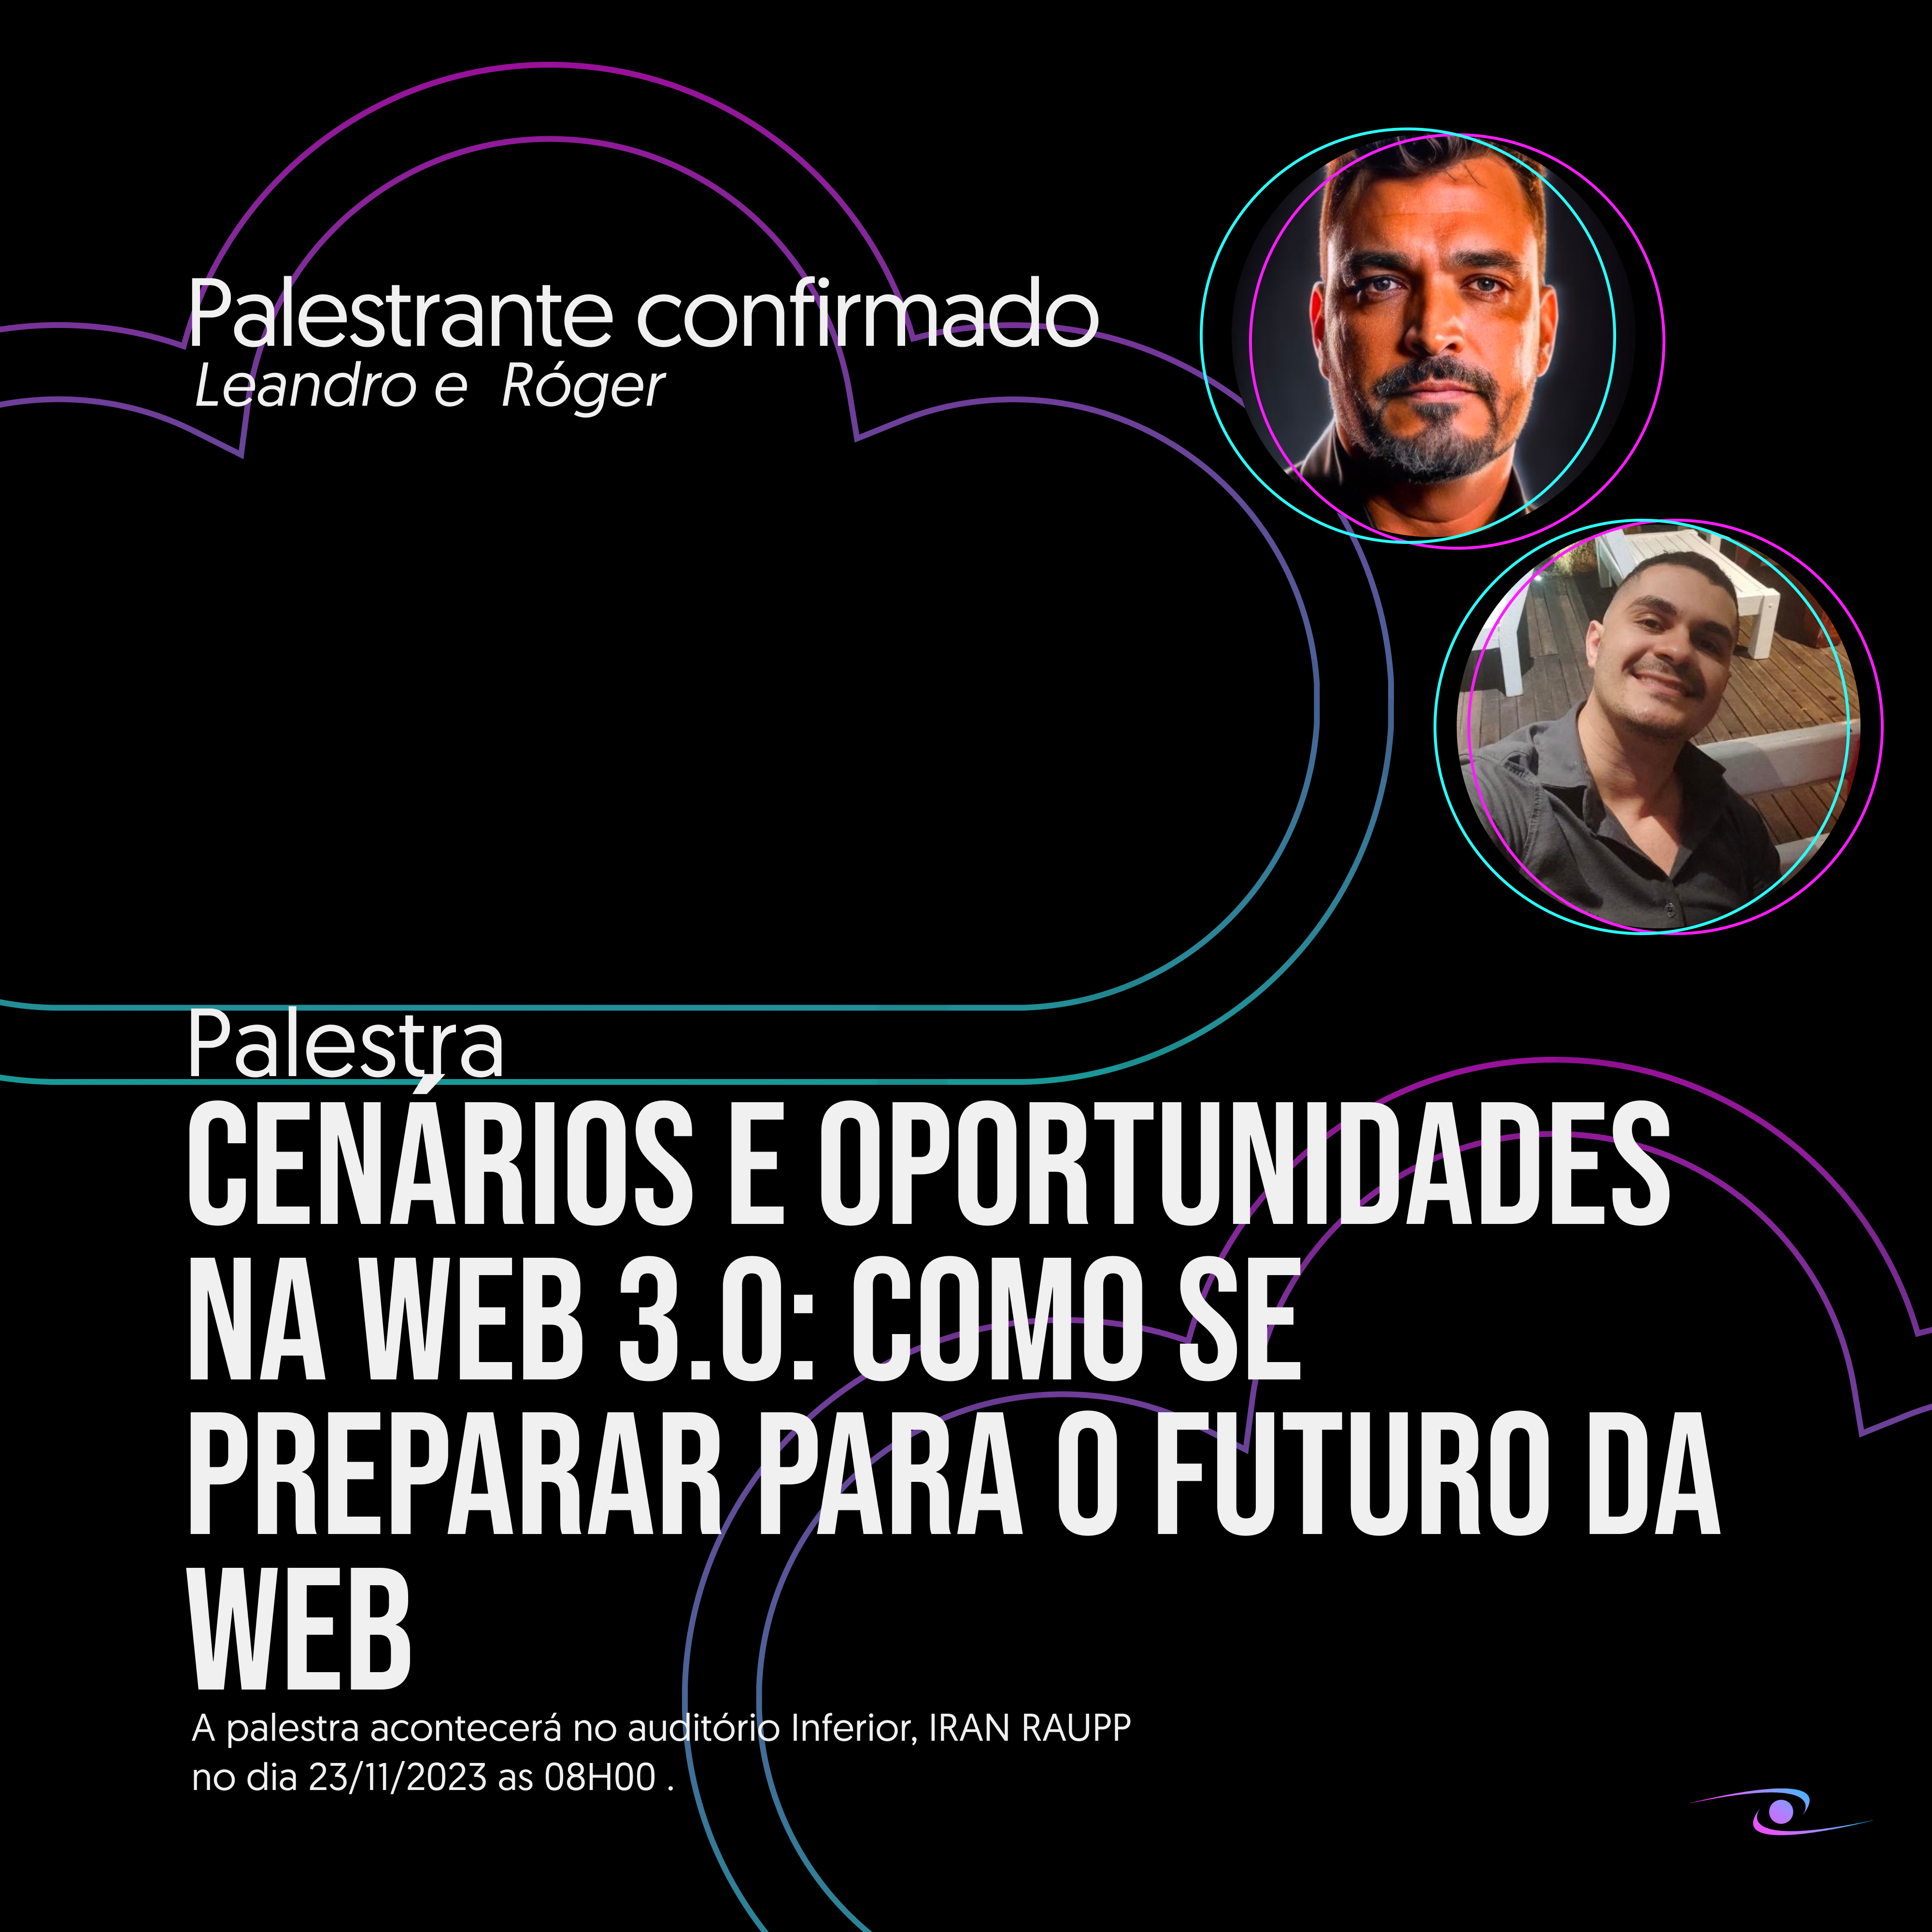 Palestrante confirmado
Leandro e Róger
Palestra
CENÁRIOS E OPORTUNIDADES
NA WEB 3.0: COMO SE
PREPARAR PARA O FUTURO DA
WEB
A palestra acontecerá no auditório Inferior, IRAN RAUPP
no dia 23/11/2023 as 08H00 .